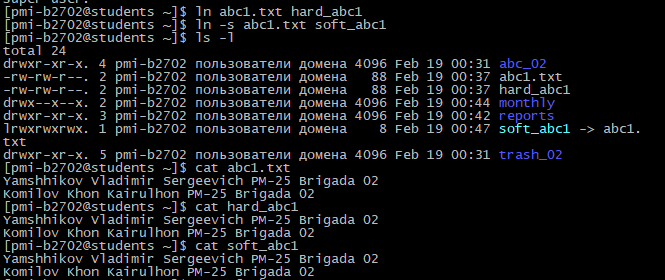 super user.
[pmi-b2702@students ~]$ ln abc1.txt hard_abc1
[pmi-b2702@students ~]$ ln -s abc1.txt soft_abc1
[pmi-b2702@students ~]$ ls -l
total 24
drwxr-xr-x. 4 pmi-b2702 пользователи домена 4096 Feb 19 00:31 abc_02
-rw-rw-r--. 2 pmi-b2702 пользователи домена   88 Feb 19 00:37 abc1.txt
-rw-rw-r--. 2 pmi-b2702 пользователи домена   88 Feb 19 00:37 hard_abc1
drwx--x--x. 2 pmi-b2702 пользователи домена 4096 Feb 19 00:44 monthly
drwxr-xr-x. 3 pmi-b2702 пользователи домена 4096 Feb 19 00:42 reports
lrwxrwxrwx. 1 pmi-b2702 пользователи домена    8 Feb 19 00:47 soft_abc1 -> abc1.
txt
drwxr-xr-x. 5 pmi-b2702 пользователи домена 4096 Feb 19 00:31 trash_02
[pmi-b2702@students ~]$ cat abc1.txt
Yamshhikov Vladimir Sergeevich PM-25 Brigada 02
Komilov Khon Kairulhon PM-25 Brigada 02
[pmi-b2702@students ~]$ cat hard_abc1
Yamshhikov Vladimir Sergeevich PM-25 Brigada 02
Komilov Khon Kairulhon PM-25 Brigada 02
[pmi-b2702@students ~]$ cat soft_abc1
Yamshhikov Vladimir Sergeevich PM-25 Brigada 02
Komilov Khon Kairulhon PM-25 Brigada 02